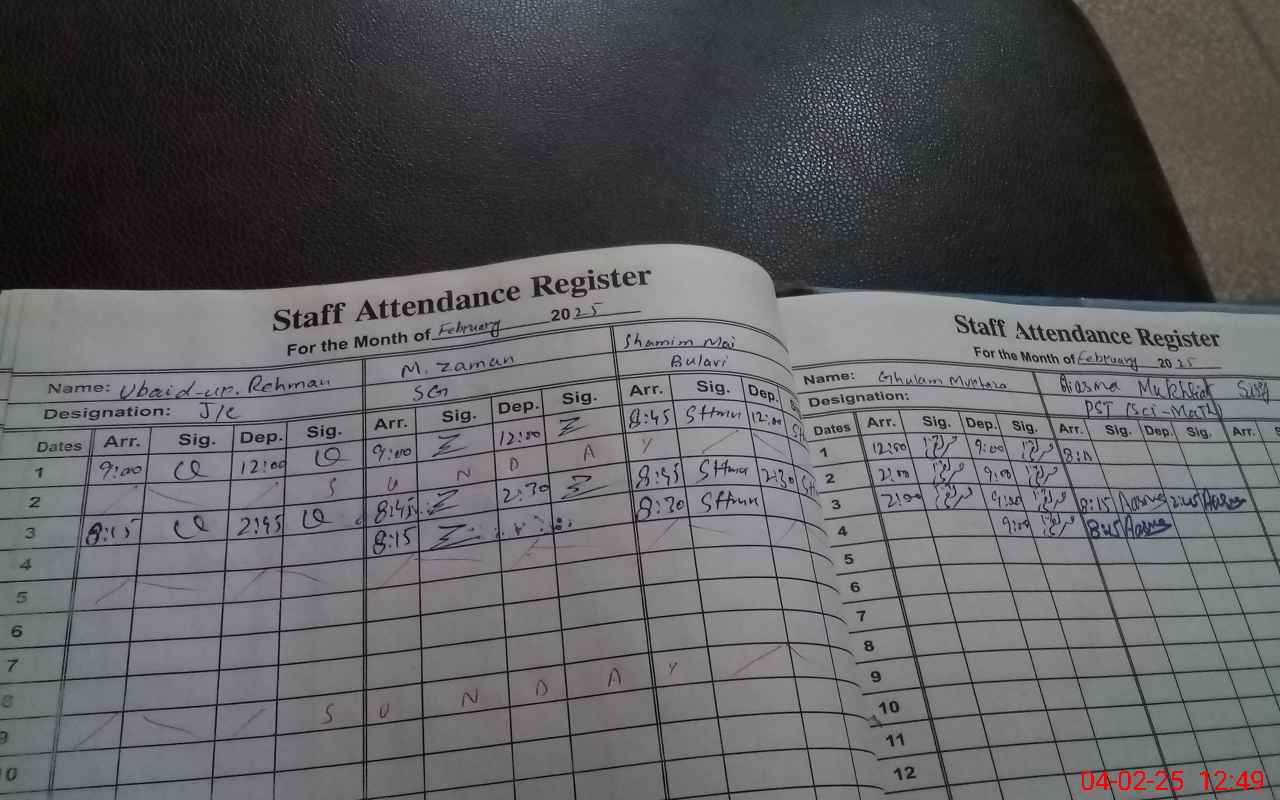 Staff Attendance Register
For the Month of February 2025
Name: Ubaid-ur-Rehman M. Zaman Shamim Mai
Designation: J/C SG Bulavi
Dates Arr. Sig. Dep. Sig. Arr. Sig. Dep. Sig. Arr. Sig. Dep.
1 9:00 12:00 9:00 12:00 8:45 12:00
2 S U N D A Y
3 8:15 2:45 8:45 2:30 8:45 2:30
4 8:15 8:30
5
6
7
8
9 S U N D A Y
10
Staff Attendance Register
For the Month of February 2025
Name: Ghulam Murtaza Mukhtar
Designation: PST (Sci-Math)
Dates Arr. Sig. Dep. Sig. Arr. Sig. Dep. Sig. Arr.
1 12:00 9:00
2 2:00 9:00
3 2:00 9:00 8:15 Aasma 2:45 Aasma
4 9:00 8:45 Aasma
5
6
7
8
9
10
11
12
04-02-25 12:49